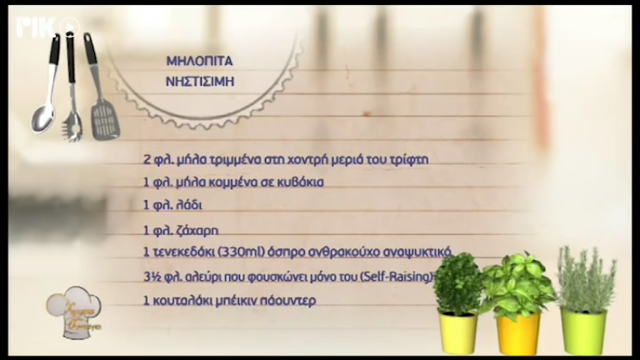 ΡΙΚ
ΜΗΛΟΠΙΤΑ
ΝΗΣΤΙΣΙΜΗ
2 φλ. μήλα τριμμένα στη χοντρή μεριά του τρίφτη
1 φλ. μήλα κομμένα σε κυβάκια
1 φλ. λάδι
1 φλ. ζάχαρη
1 τενεκεδάκι (330ml) άσπρο ανθρακούχο αναψυκτικό
3½ φλ. αλεύρι που φουσκώνει μόνο του (Self-Raising)
1 κουταλάκι μπέικιν πάουντερ